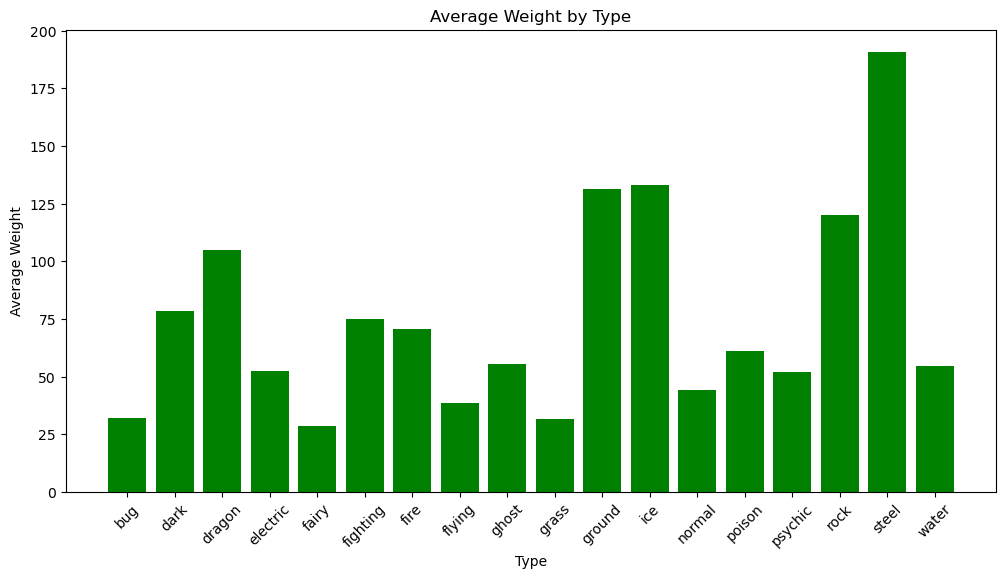 Average Weight by Type
Average Weight
200
175
150
125
100
75
50
25
0
bug dark dragon electric fairy fighting fire flying ghost grass ground ice normal poison psychic rock steel water
Type